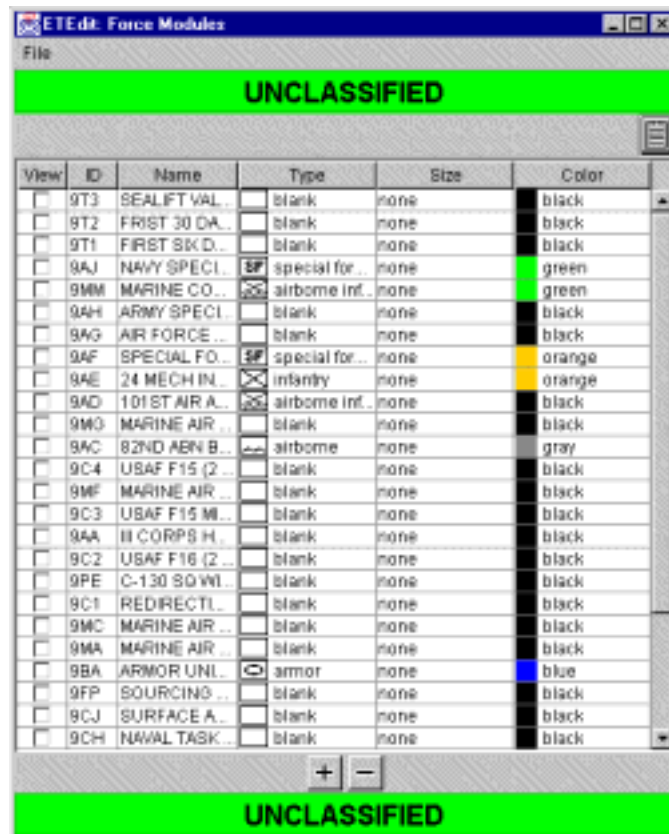 ETEdit: Force Modules
File
UNCLASSIFIED
View ID Name Type Size Color
9T3 SEALIFT VAL... blank none black
9T2 FRIST 30 DA... blank none black
9T1 FIRST SIX D... blank none black
9AJ NAVY SPECI... SF special for... none green
9MM MARINE CO... airborne inf... none green
9AH ARMY SPECI... blank none black
9AG AIR FORCE ... blank none black
9AF SPECIAL FO... SF special for... none orange
9AE 24 MECH IN... infantry none orange
9AD 101ST AIR A... airborne inf... none black
9MG MARINE AIR ... blank none black
9AC 82ND ABN B... airborne none gray
9C4 USAF F15 (2 ... blank none black
9MF MARINE AIR ... blank none black
9C3 USAF F15 MI... blank none black
9AA III CORPS H... blank none black
9C2 USAF F16 (2 ... blank none black
9PE C-130 SQ WI... blank none black
9C1 REDIRECTI... blank none black
9MC MARINE AIR ... blank none black
9MA MARINE AIR ... blank none black
9BA ARMOR UNI... armor none blue
9FP SOURCING ... blank none black
9CJ SURFACE A... blank none black
9CH NAVAL TASK... blank none black
+ −
UNCLASSIFIED